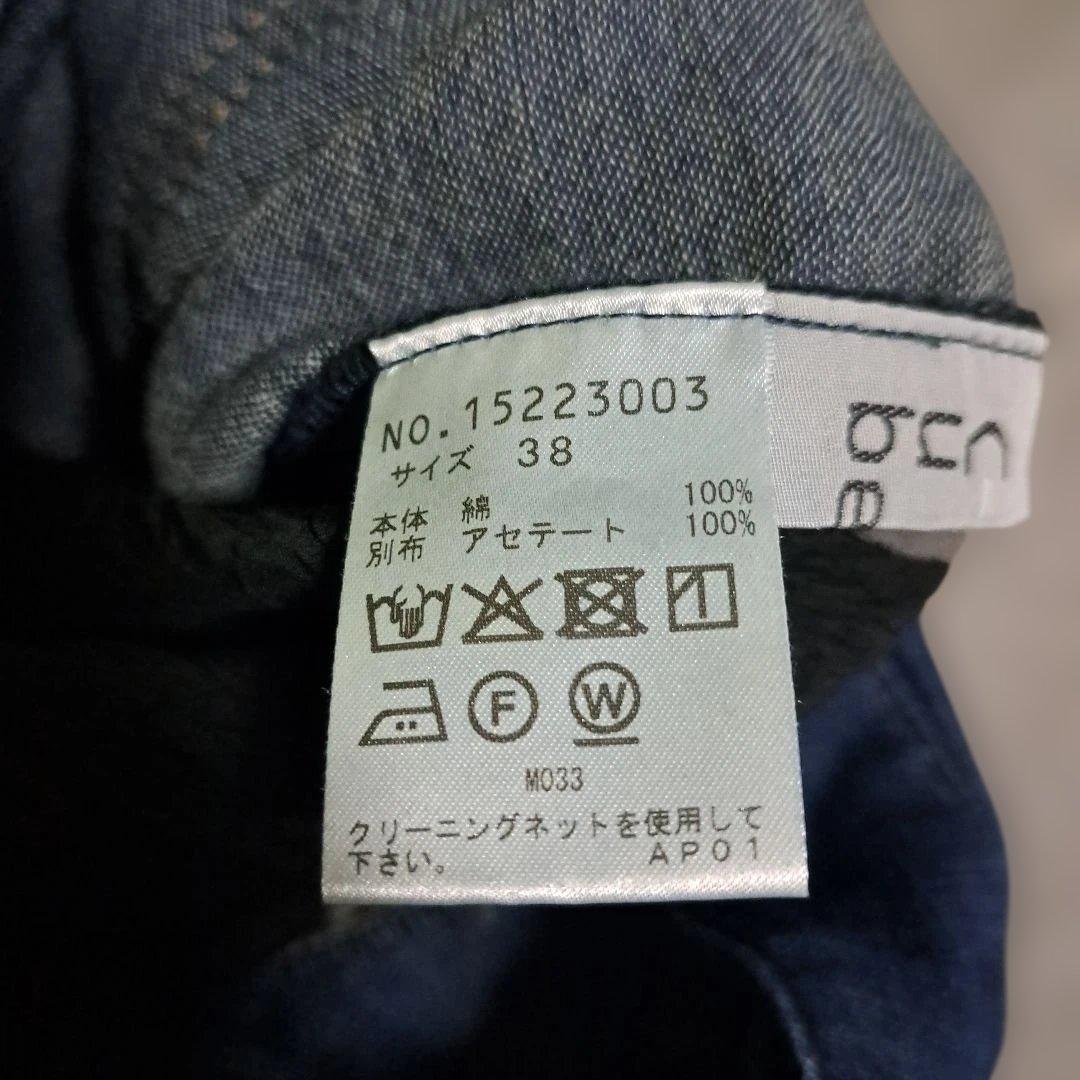 NO.15223003
サイズ 38
本体 綿 100%
別布 アセテート 100%
F W
M033
クリーニングネットを使用して
下さい。 AP01